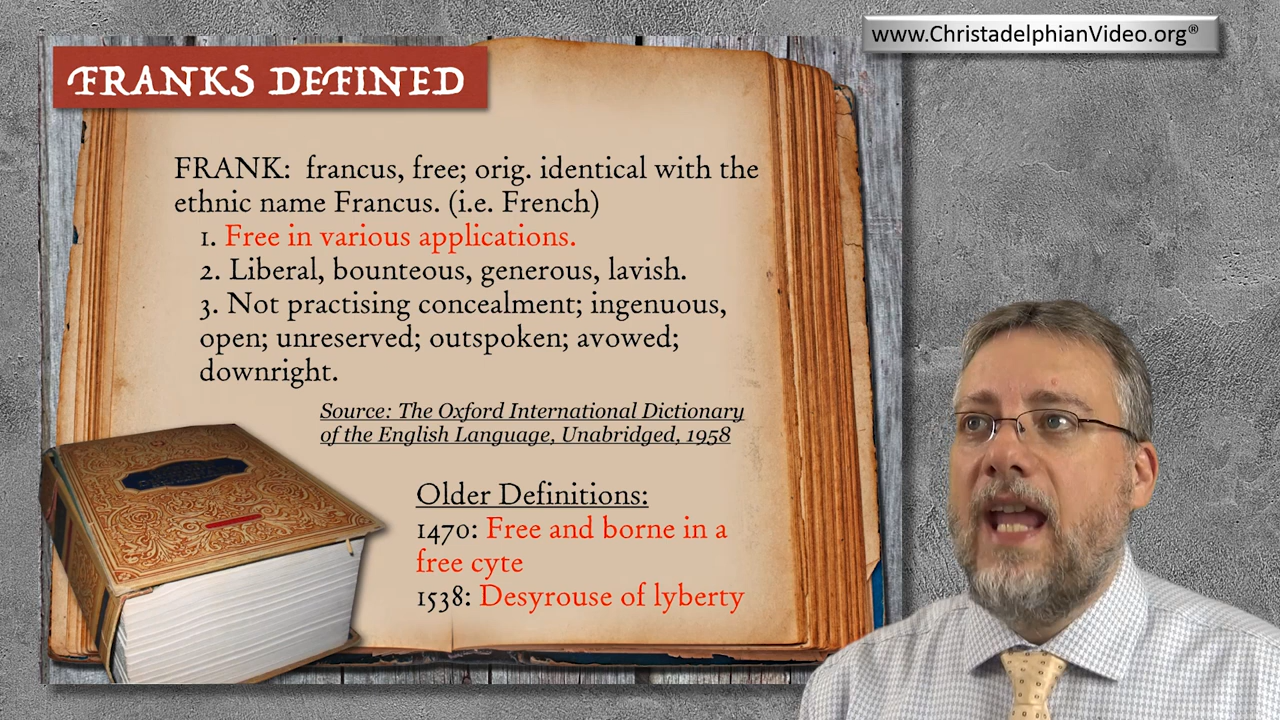 www.ChristadelphianVideo.org®
FRANKS DEFINED
FRANK: francus, free; orig. identical with the
ethnic name Francus. (i.e. French)
1. Free in various applications.
2. Liberal, bounteous, generous, lavish.
3. Not practising concealment; ingenuous,
open; unreserved; outspoken; avowed;
downright.
Source: The Oxford International Dictionary
of the English Language, Unabridged, 1958
Older Definitions:
1470: Free and borne in a
free cyte
1538: Desyrouse of lyberty